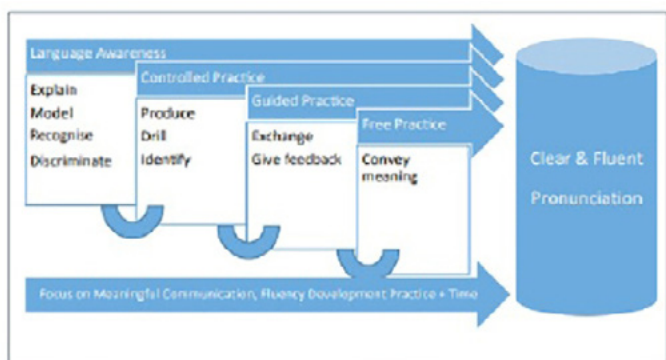 Language Awareness
Explain
Model
Recognise
Discriminate
Controlled Practice
Produce
Drill
Identify
Guided Practice
Exchange
Give feedback
Free Practice
Convey
meaning
Clear & Fluent
Pronunciation
Focus on Meaningful Communication, Fluency Development Practice + Time